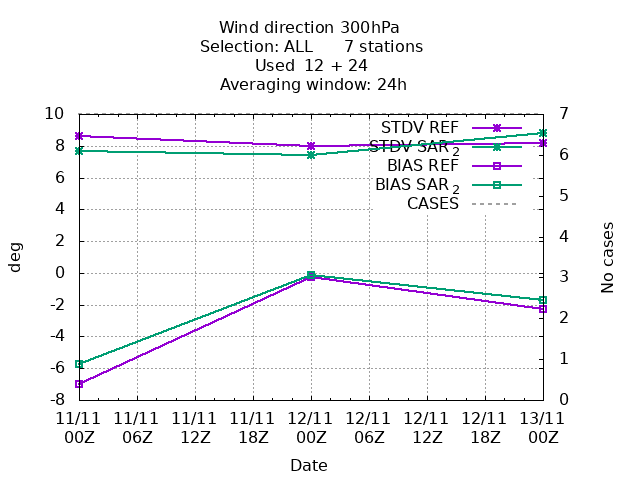 Wind direction 300hPa
Selection: ALL 7 stations
Used 12 + 24
Averaging window: 24h
10 7
STDV REF
8 STDV SAR2
6
BIAS REF
6 BIAS SAR2
5
4 CASES
2 4
0 3
-2
2
-4
1
-6
-8 0
deg
No cases
11/11 11/11 11/11 11/11 12/11 12/11 12/11 12/11 13/11
00Z 06Z 12Z 18Z 00Z 06Z 12Z 18Z 00Z
Date